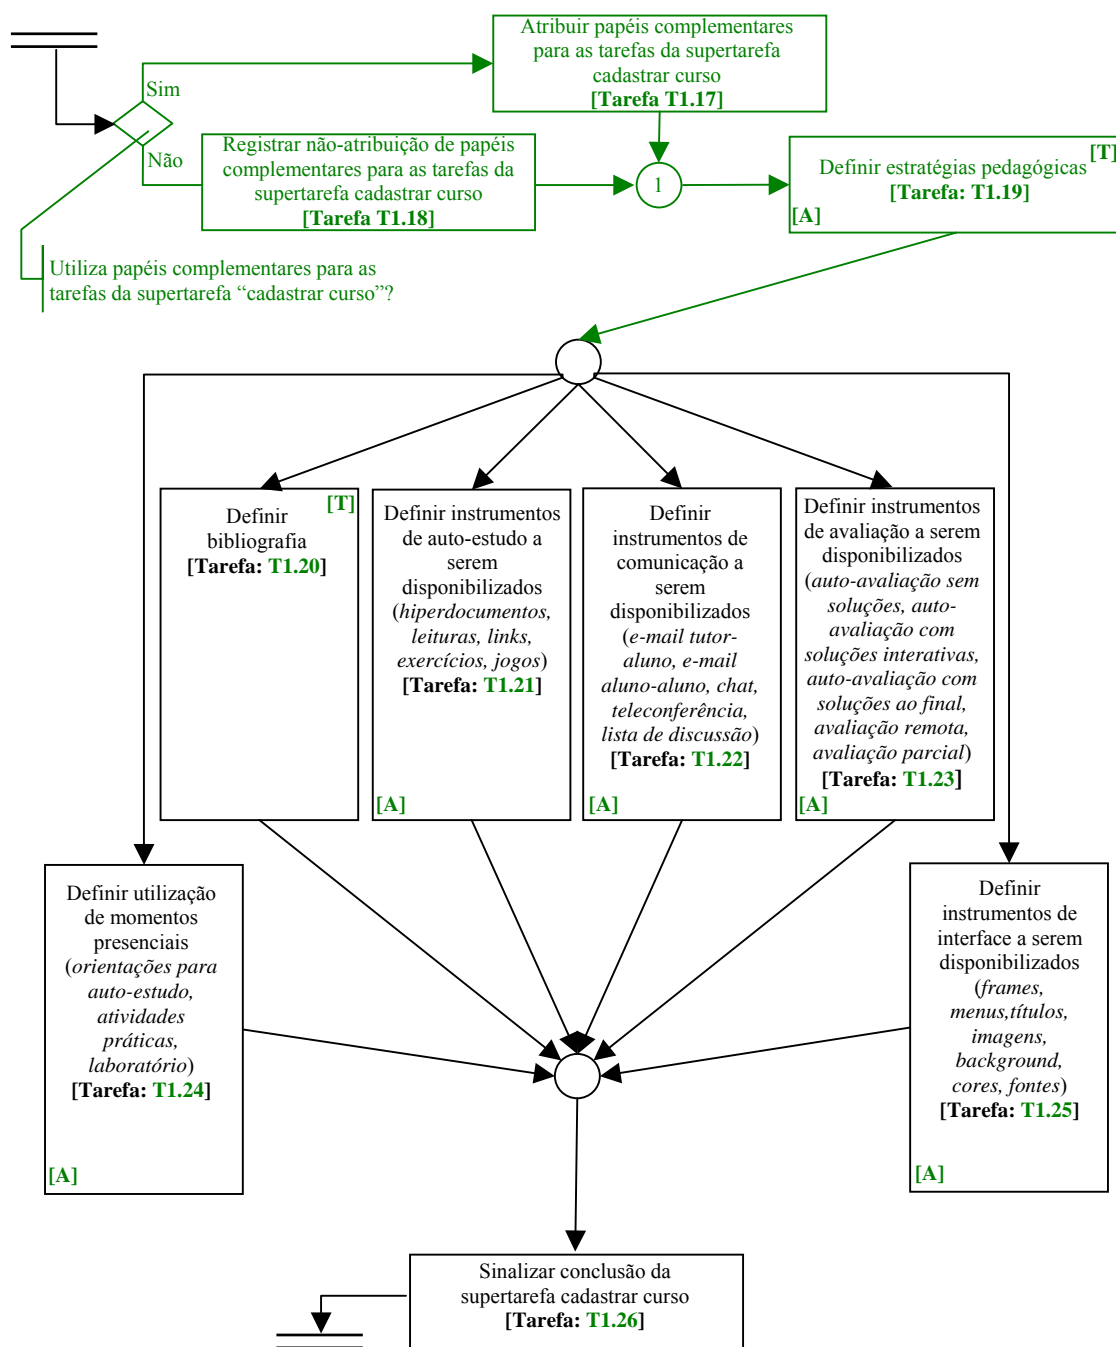 Atribuir papéis complementares
para as tarefas da supertarefa
cadastrar curso
[Tarefa T1.17]
Sim
Não
Registrar não-atribuição de papéis
complementares para as tarefas da
supertarefa cadastrar curso
[Tarefa T1.18]
1
[T]
Definir estratégias pedagógicas
[Tarefa: T1.19]
[A]
Utiliza papéis complementares para as
tarefas da supertarefa “cadastrar curso”?
[T]
Definir
bibliografia
[Tarefa: T1.20]
Definir instrumentos
de auto-estudo a
serem
disponibilizados
(hiperdocumentos,
leituras, links,
exercícios, jogos)
[Tarefa: T1.21]
[A]
Definir
instrumentos de
comunicação a
serem
disponibilizados
(e-mail tutor-
aluno, e-mail
aluno-aluno, chat,
teleconferência,
lista de discussão)
[Tarefa: T1.22]
[A]
Definir instrumentos
de avaliação a serem
disponibilizados
(auto-avaliação sem
soluções, auto-
avaliação com
soluções interativas,
auto-avaliação com
soluções ao final,
avaliação remota,
avaliação parcial)
[Tarefa: T1.23]
[A]
Definir utilização
de momentos
presenciais
(orientações para
auto-estudo,
atividades
práticas,
laboratório)
[Tarefa: T1.24]
[A]
Definir
instrumentos de
interface a serem
disponibilizados
(frames,
menus,títulos,
imagens,
background,
cores, fontes)
[Tarefa: T1.25]
[A]
Sinalizar conclusão da
supertarefa cadastrar curso
[Tarefa: T1.26]